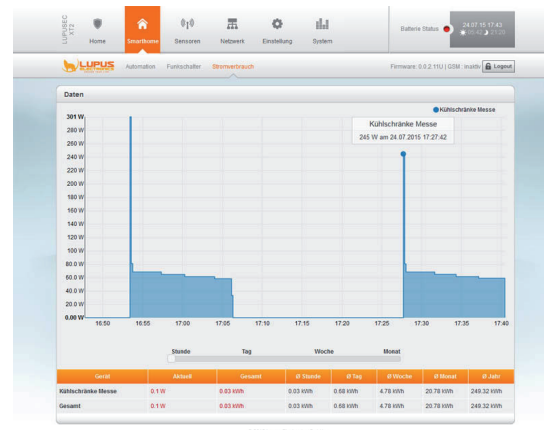 LUPUSEC
XT2
Home
Smarthome
Sensoren
Netzwerk
Einstellung
System
Batterie Status
24.07.15 17:43
05:42 21:20
LUPUS
ELECTRONICS
Automation
Funkschalter
Stromverbrauch
Firmware: 0.0.2.11U | GSM : Inaktiv
Logout
Daten
Kühlschränke Messe
Kühlschränke Messe
245 W am 24.07.2015 17:27:42
301 W
280 W
260 W
240 W
220 W
200 W
180 W
160 W
140 W
120 W
100 W
80.0 W
60.0 W
40.0 W
20.0 W
0.00 W
16:50 16:55 17:00 17:05 17:10 17:15 17:20 17:25 17:30 17:35 17:40
Stunde Tag Woche Monat
Gerät Aktuell Gesamt Ø Stunde Ø Tag Ø Woche Ø Monat Ø Jahr
Kühlschränke Messe 0.1 W 0.03 kWh 0.03 kWh 0.68 kWh 4.78 kWh 20.78 kWh 249.32 kWh
Gesamt 0.1 W 0.03 kWh 0.03 kWh 0.68 kWh 4.78 kWh 20.78 kWh 249.32 kWh